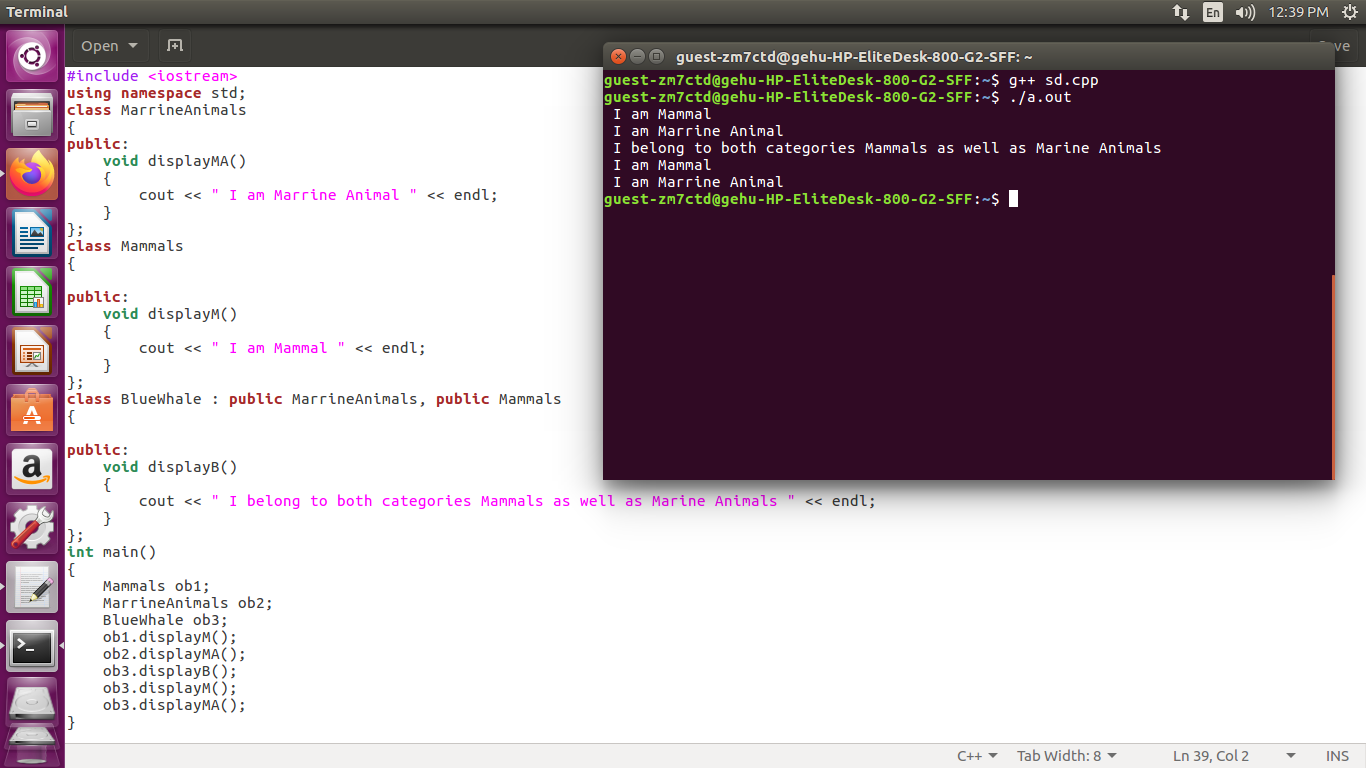 Terminal
En
12:39 PM
Open
guest-zm7ctd@gehu-HP-EliteDesk-800-G2-SFF: ~
#include <iostream>
using namespace std;
class MarrineAnimals
{
public:
    void displayMA()
    {
        cout << " I am Marrine Animal " << endl;
    }
};
class Mammals
{

public:
    void displayM()
    {
        cout << " I am Mammal " << endl;
    }
};
class BlueWhale : public MarrineAnimals, public Mammals
{

public:
    void displayB()
    {
        cout << " I belong to both categories Mammals as well as Marine Animals " << endl;
    }
};
int main()
{
    Mammals ob1;
    MarrineAnimals ob2;
    BlueWhale ob3;
    ob1.displayM();
    ob2.displayMA();
    ob3.displayB();
    ob3.displayM();
    ob3.displayMA();
}
guest-zm7ctd@gehu-HP-EliteDesk-800-G2-SFF:~$ g++ sd.cpp
guest-zm7ctd@gehu-HP-EliteDesk-800-G2-SFF:~$ ./a.out
 I am Mammal
 I am Marrine Animal
 I belong to both categories Mammals as well as Marine Animals
 I am Mammal
 I am Marrine Animal
guest-zm7ctd@gehu-HP-EliteDesk-800-G2-SFF:~$
C++
Tab Width: 8
Ln 39, Col 2
INS